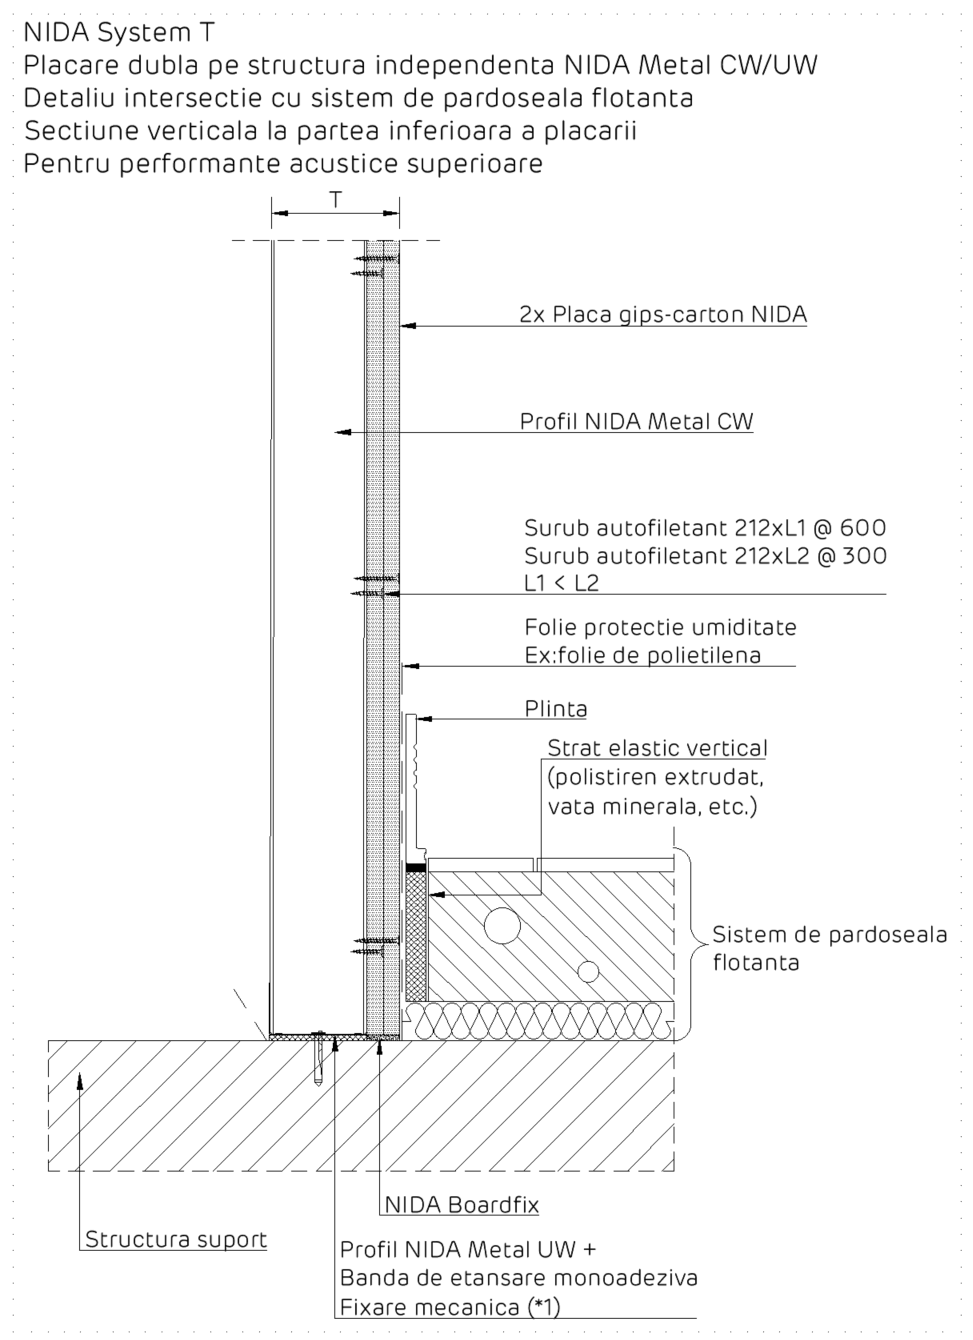 NIDA System T
Placare dubla pe structura independenta NIDA Metal CW/UW
Detaliu intersectie cu sistem de pardoseala flotanta
Sectiune verticala la partea inferioara a placarii
Pentru performante acustice superioare
T
2x Placa gips-carton NIDA
Profil NIDA Metal CW
Surub autofiletant 212xL1 @ 600
Surub autofiletant 212xL2 @ 300
L1 < L2
Folie protectie umiditate
Ex:folie de polietilena
Plinta
Strat elastic vertical
(polistiren extrudat,
vata minerala, etc.)
Sistem de pardoseala
flotanta
NIDA Boardfix
Structura suport
Profil NIDA Metal UW +
Banda de etansare monoadeziva
Fixare mecanica (*1)